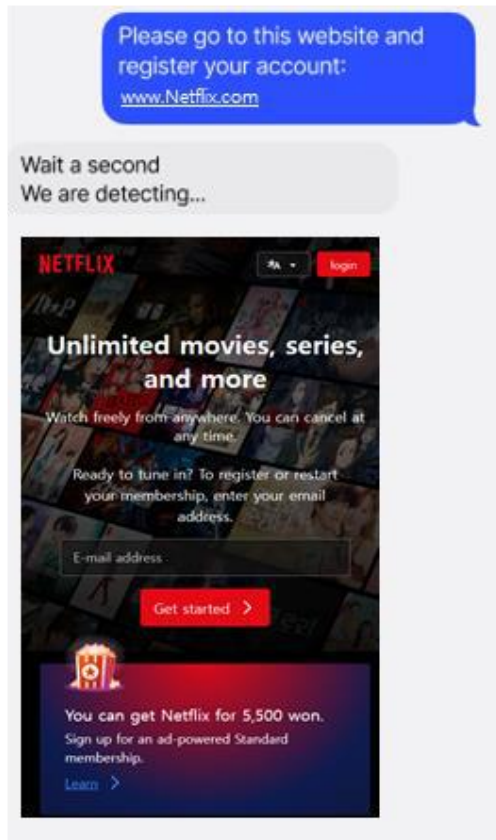 Please go to this website and
register your account:
www.Netflix.com
Wait a second
We are detecting...
NETFLIX
login
Unlimited movies, series,
and more
Watch freely from anywhere. You can cancel at
any time.
Ready to tune in? To register or restart
your membership, enter your email
address.
E-mail address
Get started
You can get Netflix for 5,500 won.
Sign up for an ad-powered Standard
membership.
Learn